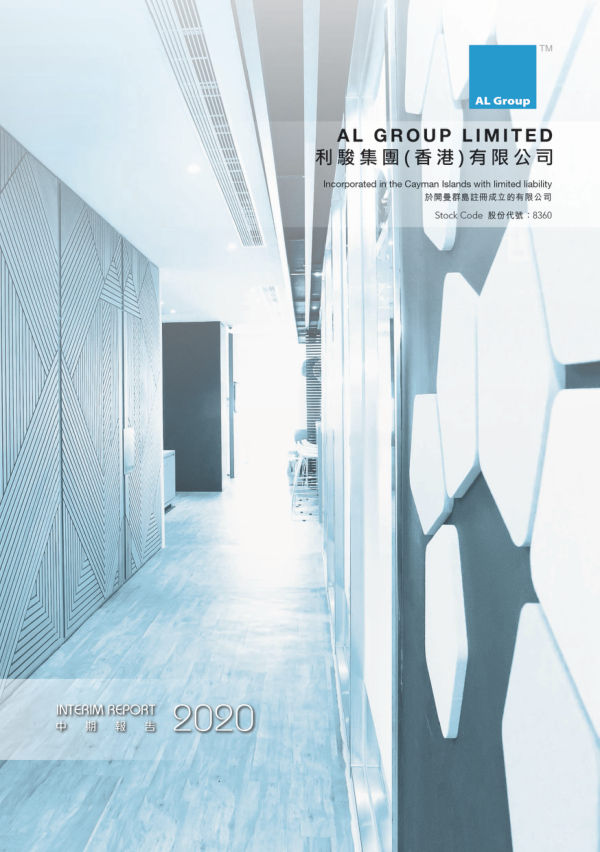 TM
AL Group
AL GROUP LIMITED
利駿集團(香港)有限公司
Incorporated in the Cayman Islands with limited liability
於開曼群島註冊成立的有限公司
Stock Code 股份代號：8360
INTERIM REPORT 2020
中期報告